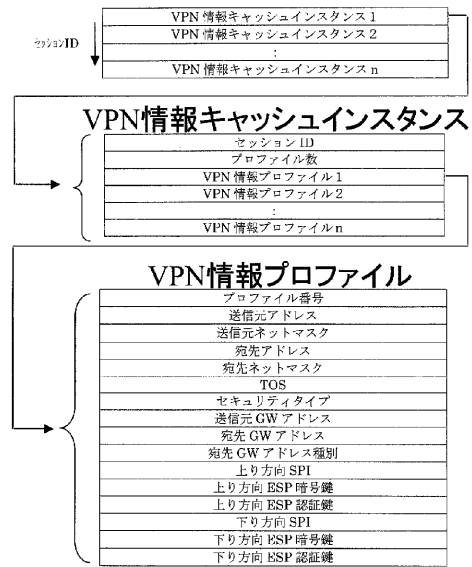 VPN 情報キャッシュインスタンス 1
VPN 情報キャッシュインスタンス 2
:
VPN 情報キャッシュインスタンス n
セッションID
VPN情報キャッシュインスタンス
セッション ID
プロファイル数
VPN 情報プロファイル 1
VPN 情報プロファイル 2
:
VPN 情報プロファイル n
VPN情報プロファイル
プロファイル番号
送信元アドレス
送信元ネットマスク
宛先アドレス
宛先ネットマスク
TOS
セキュリティタイプ
送信元 GW アドレス
宛先 GW アドレス
宛先 GW アドレス種別
上り方向 SPI
上り方向 ESP 暗号鍵
上り方向 ESP 認証鍵
下り方向 SPI
下り方向 ESP 暗号鍵
下り方向 ESP 認証鍵